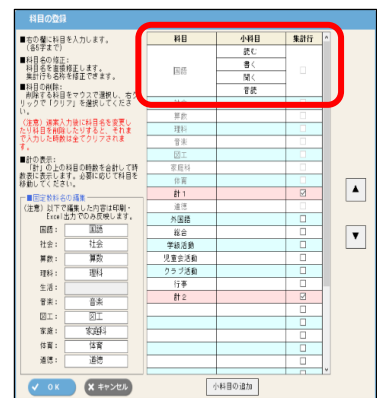 科目の登録
■右の欄に科目を入力します。
(各5字まで)
■科目名の修正:
科目名を直接修正します。
集計行も名称を修正できます。
■科目の削除:
削除する科目をマウスで選択し、右クリックで「クリア」を選択してください。
(注意)週案入力後に科目名を変更したり科目を削除したりすると、それまで入力した時数は全てクリアされます。
■計の表示:
「計」の上の科目の時数を合計して時数表に表示します。必要に応じて科目を移動してください。
■固定教科名の編集
(注意)以下で編集した内容は印刷・Excel出力でのみ反映します。
国語: 国語
社会: 社会
算数: 算数
理科: 理科
生活:
音楽: 音楽
図工: 図工
家庭: 家庭科
体育: 体育
道徳: 道徳
OK キャンセル
科目 小科目 集計行
国語
読む
書く
聞く
音読
社会
算数
理科
音楽
図工
家庭科
体育
計1
道徳
外国語
総合
学級活動
児童会活動
クラブ活動
行事
計2
▲
▼
小科目の追加